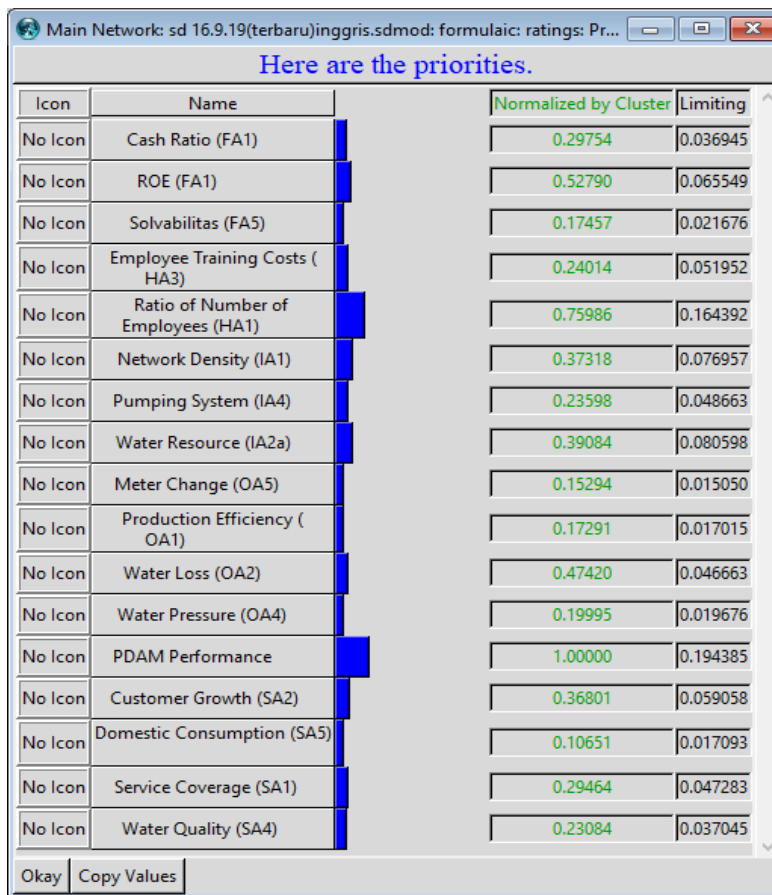 Main Network: sd 16.9.19(terbaru)inggris.sdmod: formulaic: ratings: Pr...
Here are the priorities.
Icon Name Normalized by Cluster Limiting
No Icon Cash Ratio (FA1) 0.29754 0.036945
No Icon ROE (FA1) 0.52790 0.065549
No Icon Solvabilitas (FA5) 0.17457 0.021676
No Icon Employee Training Costs (
HA3) 0.24014 0.051952
No Icon Ratio of Number of
Employees (HA1) 0.75986 0.164392
No Icon Network Density (IA1) 0.37318 0.076957
No Icon Pumping System (IA4) 0.23598 0.048663
No Icon Water Resource (IA2a) 0.39084 0.080598
No Icon Meter Change (OA5) 0.15294 0.015050
No Icon Production Efficiency (
OA1) 0.17291 0.017015
No Icon Water Loss (OA2) 0.47420 0.046663
No Icon Water Pressure (OA4) 0.19995 0.019676
No Icon PDAM Performance 1.00000 0.194385
No Icon Customer Growth (SA2) 0.36801 0.059058
No Icon Domestic Consumption (SA5) 0.10651 0.017093
No Icon Service Coverage (SA1) 0.29464 0.047283
No Icon Water Quality (SA4) 0.23084 0.037045
Okay Copy Values